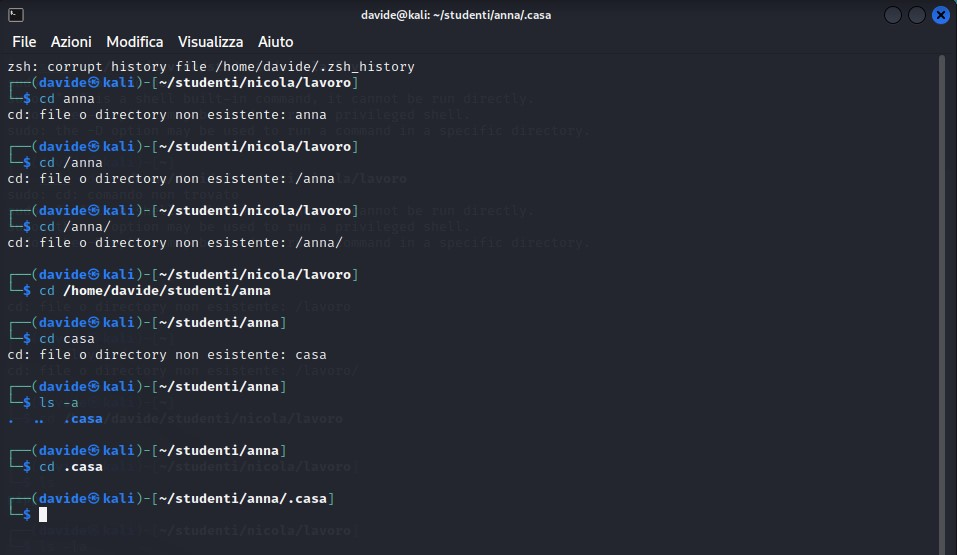 davide@kali: ~/studenti/anna/.casa
File Azioni Modifica Visualizza Aiuto
zsh: corrupt history file /home/davide/.zsh_history
┌──(davide㉿kali)-[~/studenti/nicola/lavoro]
└─$ cd anna
cd: file o directory non esistente: anna
┌──(davide㉿kali)-[~/studenti/nicola/lavoro]
└─$ cd /anna
cd: file o directory non esistente: /anna
┌──(davide㉿kali)-[~/studenti/nicola/lavoro]
└─$ cd /anna/
cd: file o directory non esistente: /anna/
┌──(davide㉿kali)-[~/studenti/nicola/lavoro]
└─$ cd /home/davide/studenti/anna
┌──(davide㉿kali)-[~/studenti/anna]
└─$ cd casa
cd: file o directory non esistente: casa
┌──(davide㉿kali)-[~/studenti/anna]
└─$ ls -a
. .. .casa
┌──(davide㉿kali)-[~/studenti/anna]
└─$ cd .casa
┌──(davide㉿kali)-[~/studenti/anna/.casa]
└─$